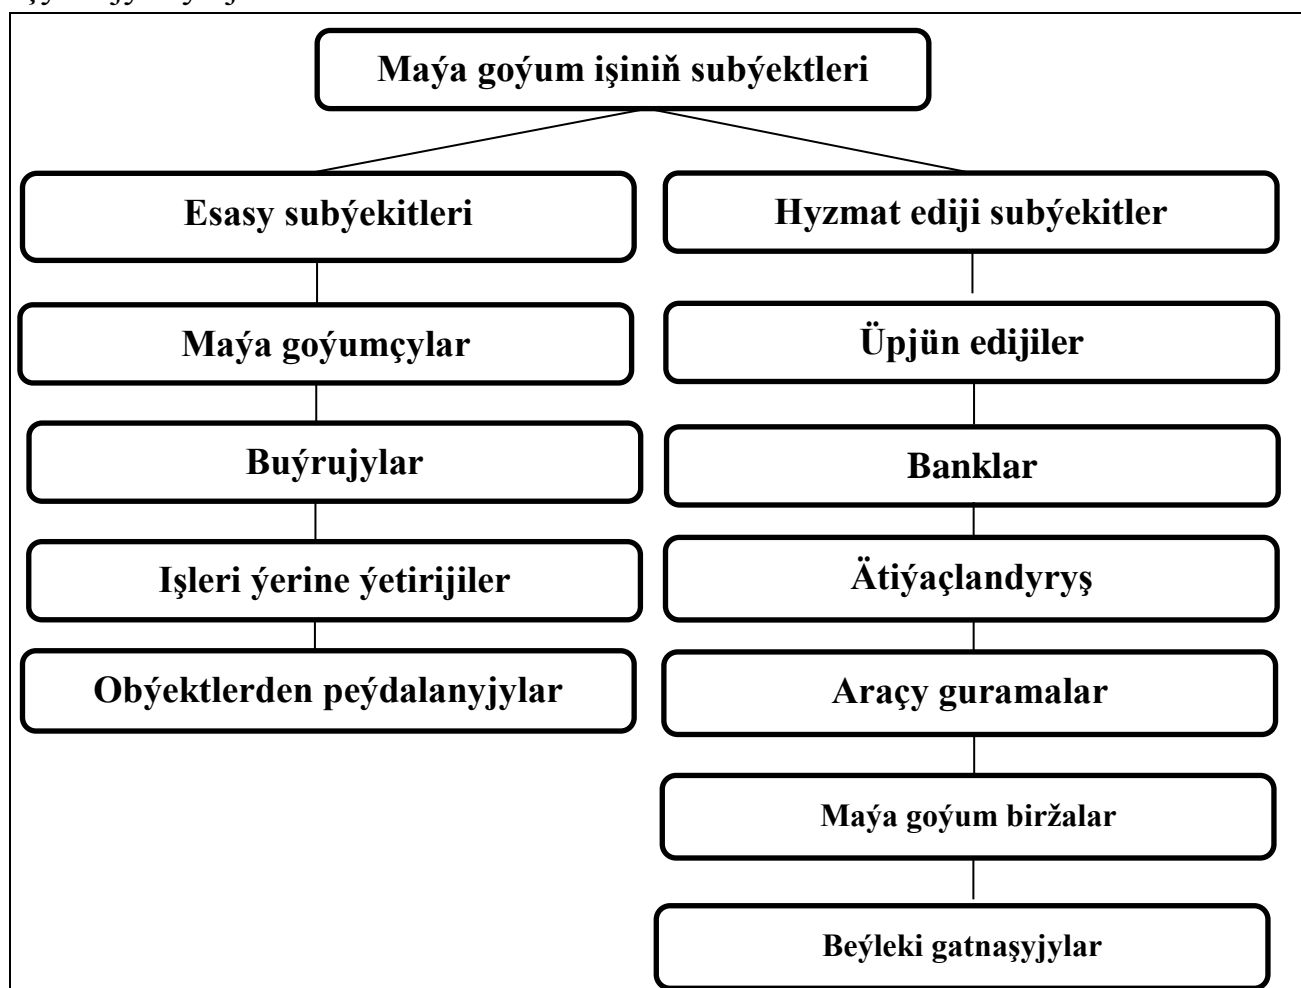 Maýa goýum işiniň subýektleri
Esasy subýekitleri
Hyzmat ediji subýekitler
Maýa goýumçylar
Üpjün edijiler
Buýrujylar
Banklar
Işleri ýerine ýetirijiler
Ätiýaçlandyryş
Obýektlerden peýdalanyjylar
Araçy guramalar
Maýa goýum biržalar
Beýleki gatnaşyjylar